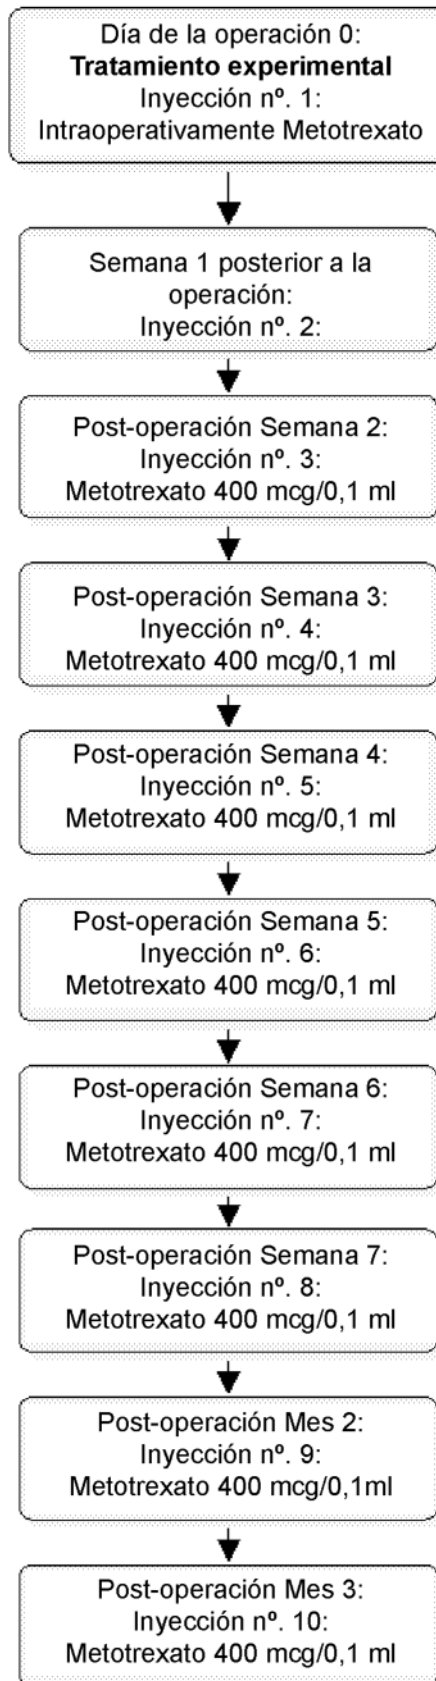 Día de la operación 0:
Tratamiento experimental
Inyección nº. 1:
Intraoperativamente Metotrexato
Semana 1 posterior a la
operación:
Inyección nº. 2:
Post-operación Semana 2:
Inyección nº. 3:
Metotrexato 400 mcg/0,1 ml
Post-operación Semana 3:
Inyección nº. 4:
Metotrexato 400 mcg/0,1 ml
Post-operación Semana 4:
Inyección nº. 5:
Metotrexato 400 mcg/0,1 ml
Post-operación Semana 5:
Inyección nº. 6:
Metotrexato 400 mcg/0,1 ml
Post-operación Semana 6:
Inyección nº. 7:
Metotrexato 400 mcg/0,1 ml
Post-operación Semana 7:
Inyección nº. 8:
Metotrexato 400 mcg/0,1 ml
Post-operación Mes 2:
Inyección nº. 9:
Metotrexato 400 mcg/0,1ml
Post-operación Mes 3:
Inyección nº. 10:
Metotrexato 400 mcg/0,1 ml